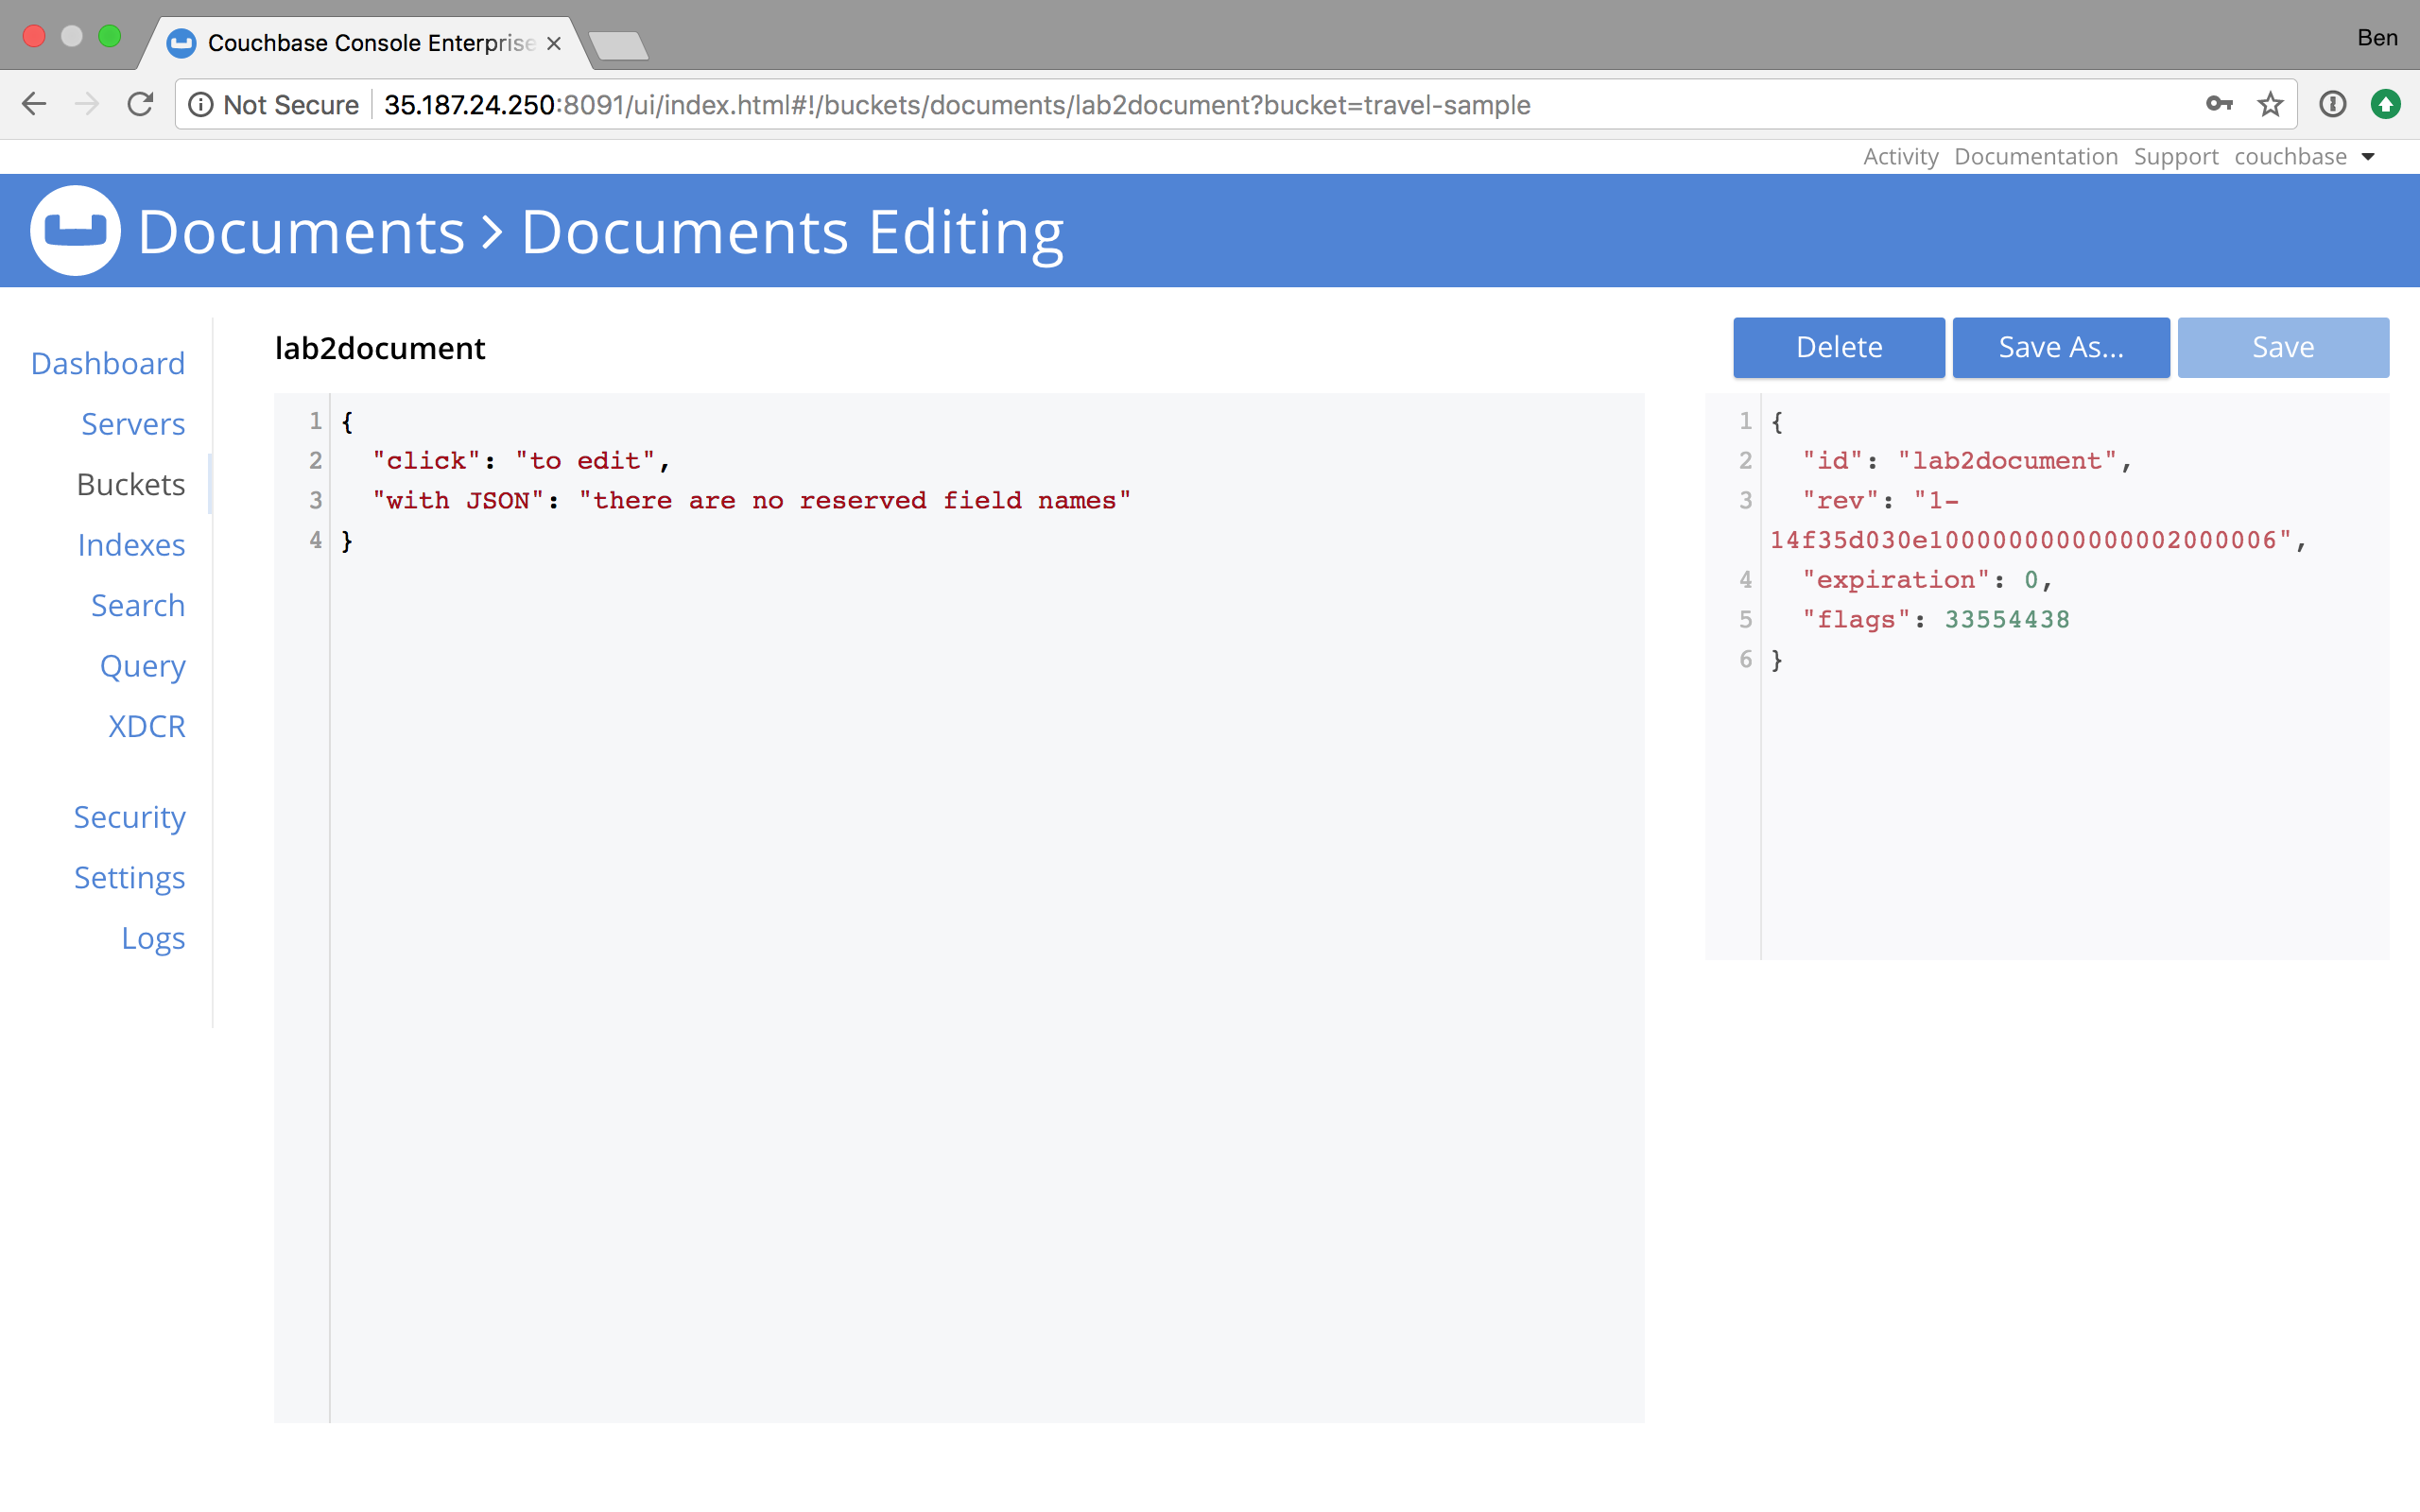 Couchbase Console Enterprise
Ben
Not Secure
35.187.24.250:8091/ui/index.html#!/buckets/documents/lab2document?bucket=travel-sample
Activity Documentation Support couchbase
Documents > Documents Editing
Dashboard
Servers
Buckets
Indexes
Search
Query
XDCR
Security
Settings
Logs
lab2document
Delete Save As... Save
1 {
2 "click": "to edit",
3 "with JSON": "there are no reserved field names"
4 }
1 {
2 "id": "lab2document",
3 "rev": "1-
14f35d030e1000000000000002000006",
4 "expiration": 0,
5 "flags": 33554438
6 }